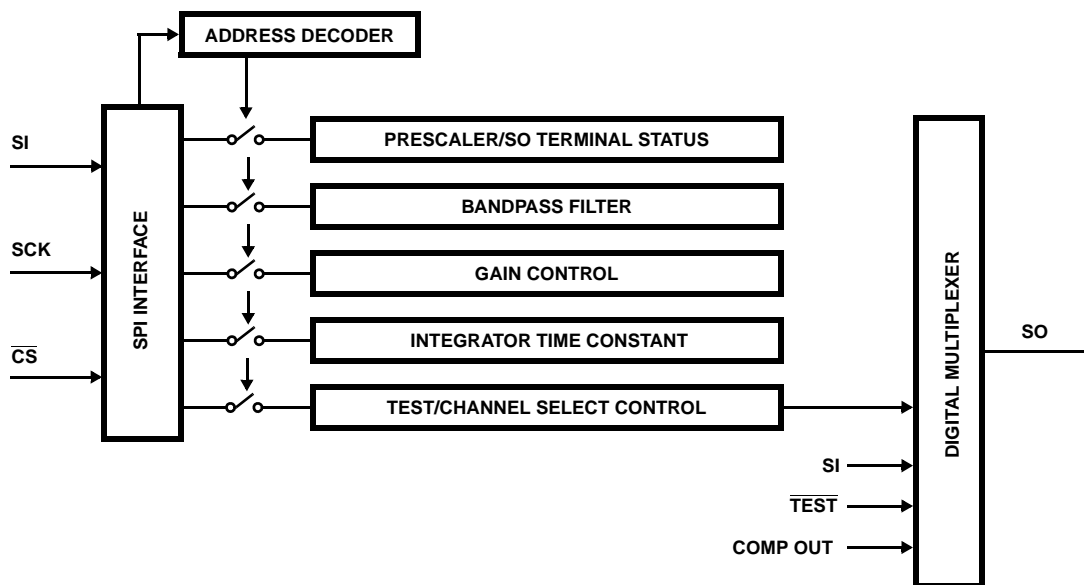 ADDRESS DECODER
SI
SCK
CS
SPI INTERFACE
PRESCALER/SO TERMINAL STATUS
BANDPASS FILTER
GAIN CONTROL
INTEGRATOR TIME CONSTANT
TEST/CHANNEL SELECT CONTROL
SI
TEST
COMP OUT
DIGITAL MULTIPLEXER
SO